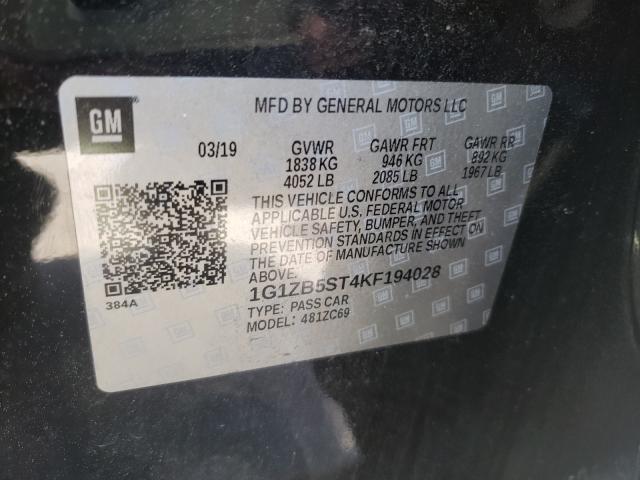 GM
MFD BY GENERAL MOTORS LLC
03/19 GVWR GAWR FRT GAWR RR
1838 KG 946 KG 892 KG
4052 LB 2085 LB 1967 LB
THIS VEHICLE CONFORMS TO ALL
APPLICABLE U.S. FEDERAL MOTOR
VEHICLE SAFETY, BUMPER, AND THEFT
PREVENTION STANDARDS IN EFFECT ON
THE DATE OF MANUFACTURE SHOWN
ABOVE.
1G1ZB5ST4KF194028
TYPE: PASS CAR
MODEL: 481ZC69
384A